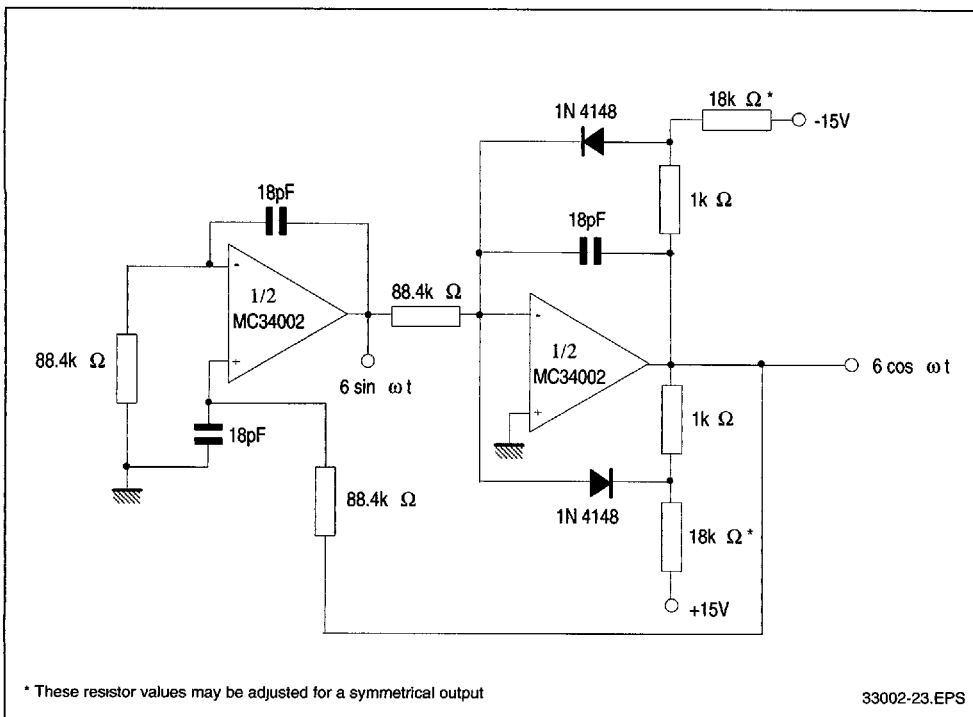 18k Ω *
-15V
1N 4148
1k Ω
18pF
18pF
-
1/2
MC34002
+
88.4k Ω
88.4k Ω
-
1/2
MC34002
+
6 sin ω t
6 cos ω t
18pF
88.4k Ω
1k Ω
1N 4148
18k Ω *
+15V
* These resistor values may be adjusted for a symmetrical output
33002-23.EPS